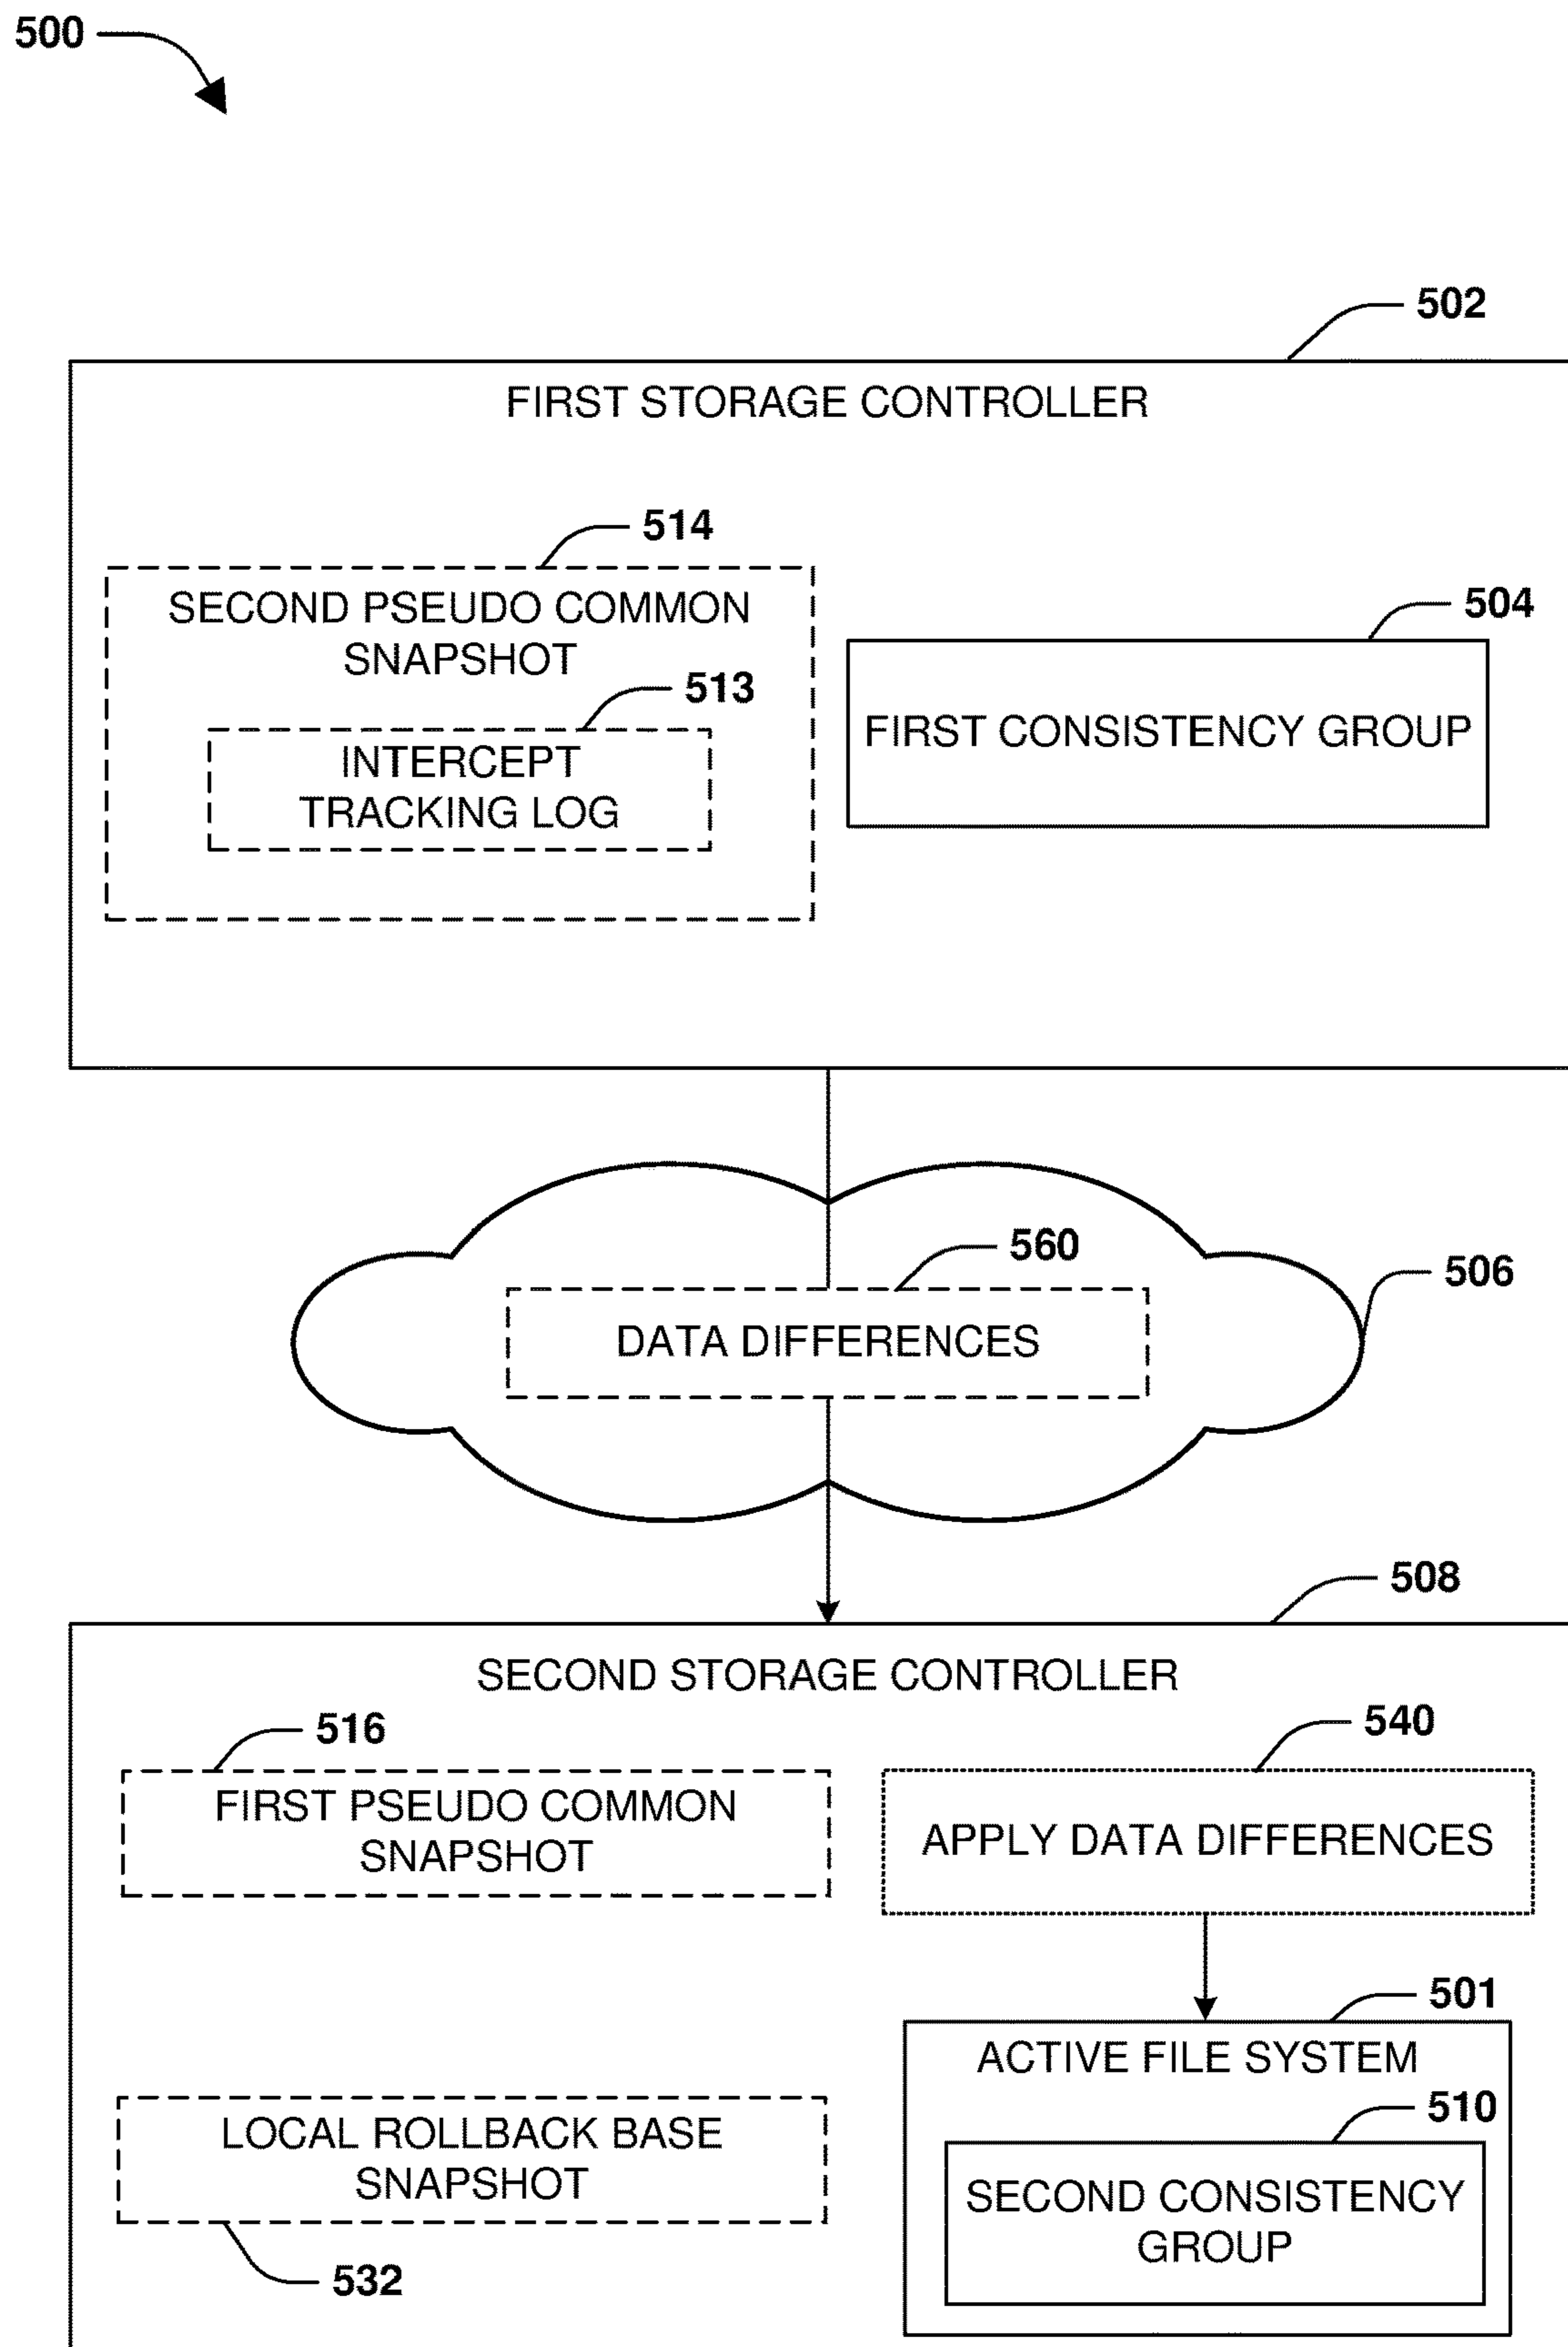 500
502
FIRST STORAGE CONTROLLER
514
SECOND PSEUDO COMMON
SNAPSHOT
513
INTERCEPT
TRACKING LOG
504
FIRST CONSISTENCY GROUP
560
DATA DIFFERENCES
506
508
SECOND STORAGE CONTROLLER
516
FIRST PSEUDO COMMON
SNAPSHOT
540
APPLY DATA DIFFERENCES
501
ACTIVE FILE SYSTEM
510
SECOND CONSISTENCY
GROUP
LOCAL ROLLBACK BASE
SNAPSHOT
532